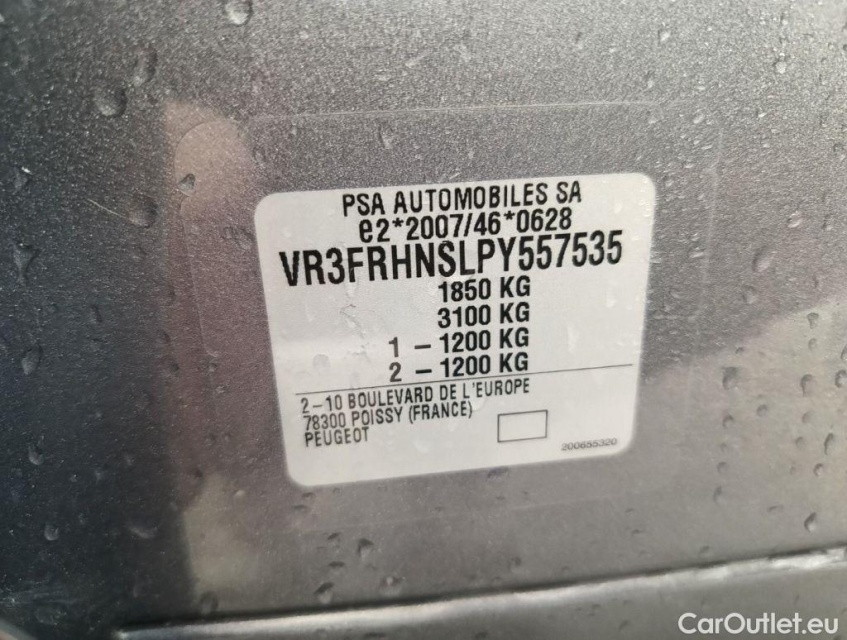 PSA AUTOMOBILES SA
e2*2007/46*0628
VR3FRHNSLPY557535
1850 KG
3100 KG
1 – 1200 KG
2 – 1200 KG
2–10 BOULEVARD DE L'EUROPE
78300 POISSY (FRANCE)
PEUGEOT
200655320
CarOutlet.eu